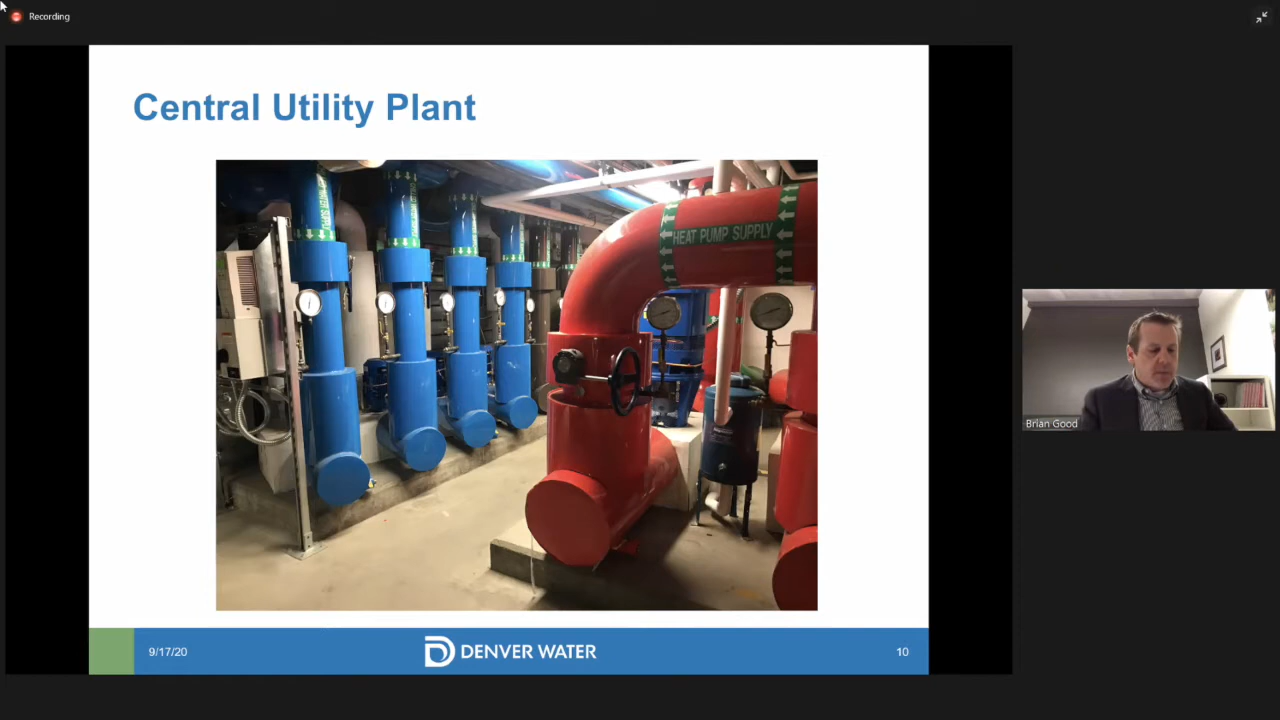 Recording
Central Utility Plant
HEAT PUMP SUPPLY
Brian Good
9/17/20
DENVER WATER
10